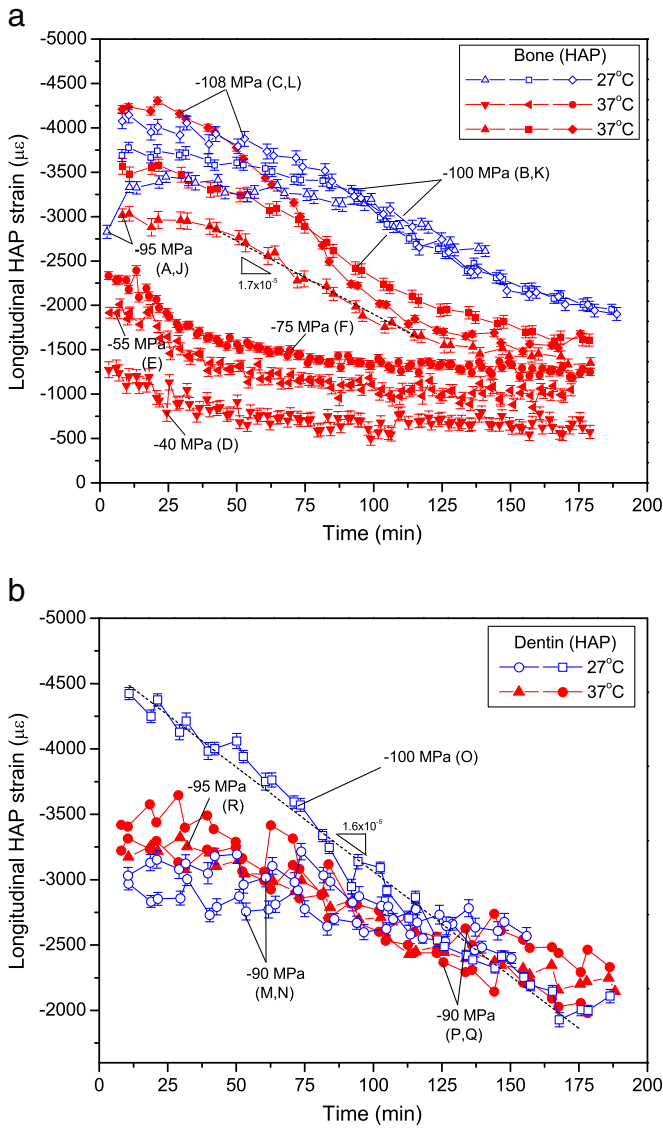 a
-5000
-4500
-4000
-3500
-3000
-2500
-2000
-1500
-1000
-500
0
Longitudinal HAP strain (με)
Bone (HAP)
27°C
37°C
37°C
-108 MPa (C,L)
-100 MPa (B,K)
-95 MPa
(A,J)
1.7x10⁻⁵
-75 MPa (F)
-55 MPa
(E)
-40 MPa (D)
0 25 50 75 100 125 150 175 200
Time (min)
b
-5000
-4500
-4000
-3500
-3000
-2500
-2000
Longitudinal HAP strain (με)
Dentin (HAP)
27°C
37°C
-100 MPa (O)
-95 MPa
(R)
1.6x10⁻⁵
-90 MPa
(M,N)
-90 MPa
(P,Q)
0 25 50 75 100 125 150 175 200
Time (min)